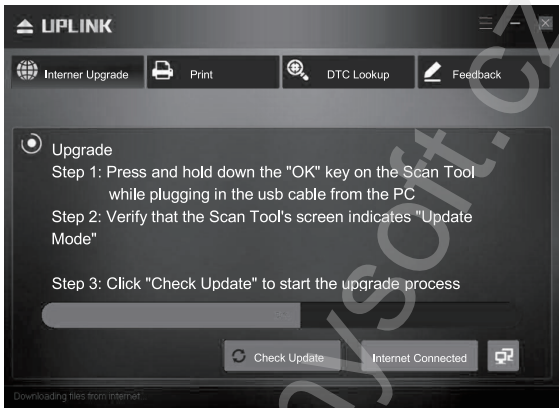 UPLINK
Interner Upgrade
Print
DTC Lookup
Feedback
Upgrade
Step 1: Press and hold down the "OK" key on the Scan Tool
while plugging in the usb cable from the PC
Step 2: Verify that the Scan Tool's screen indicates "Update
Mode"
Step 3: Click "Check Update" to start the upgrade process
Check Update
Internet Connected
Downloading files from internet...